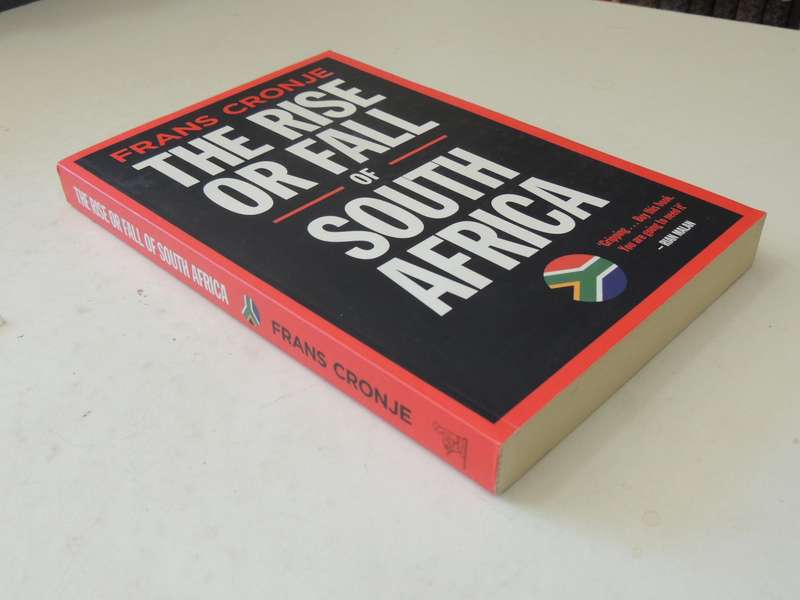 FRANS CRONJE
THE RISE
OR FALL
OF
SOUTH
AFRICA
'Gripping. . . . Buy this book.
You are going to need it'
– RIAN MALAN
THE RISE OR FALL OF SOUTH AFRICA FRANS CRONJE